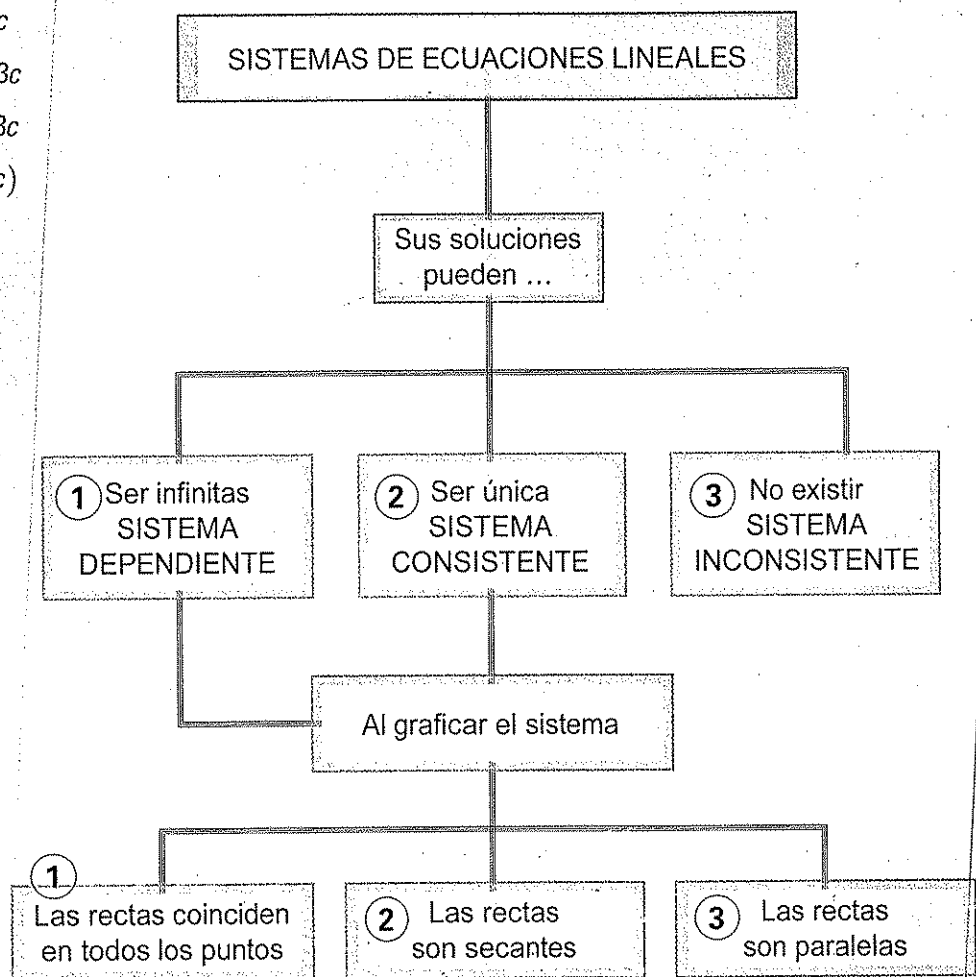 c
3c
3c
c)
SISTEMAS DE ECUACIONES LINEALES
Sus soluciones
pueden ...
1 Ser infinitas
SISTEMA
DEPENDIENTE
2 Ser única
SISTEMA
CONSISTENTE
3 No existir
SISTEMA
INCONSISTENTE
Al graficar el sistema
1
Las rectas coinciden
en todos los puntos
2 Las rectas
son secantes
3 Las rectas
son paralelas